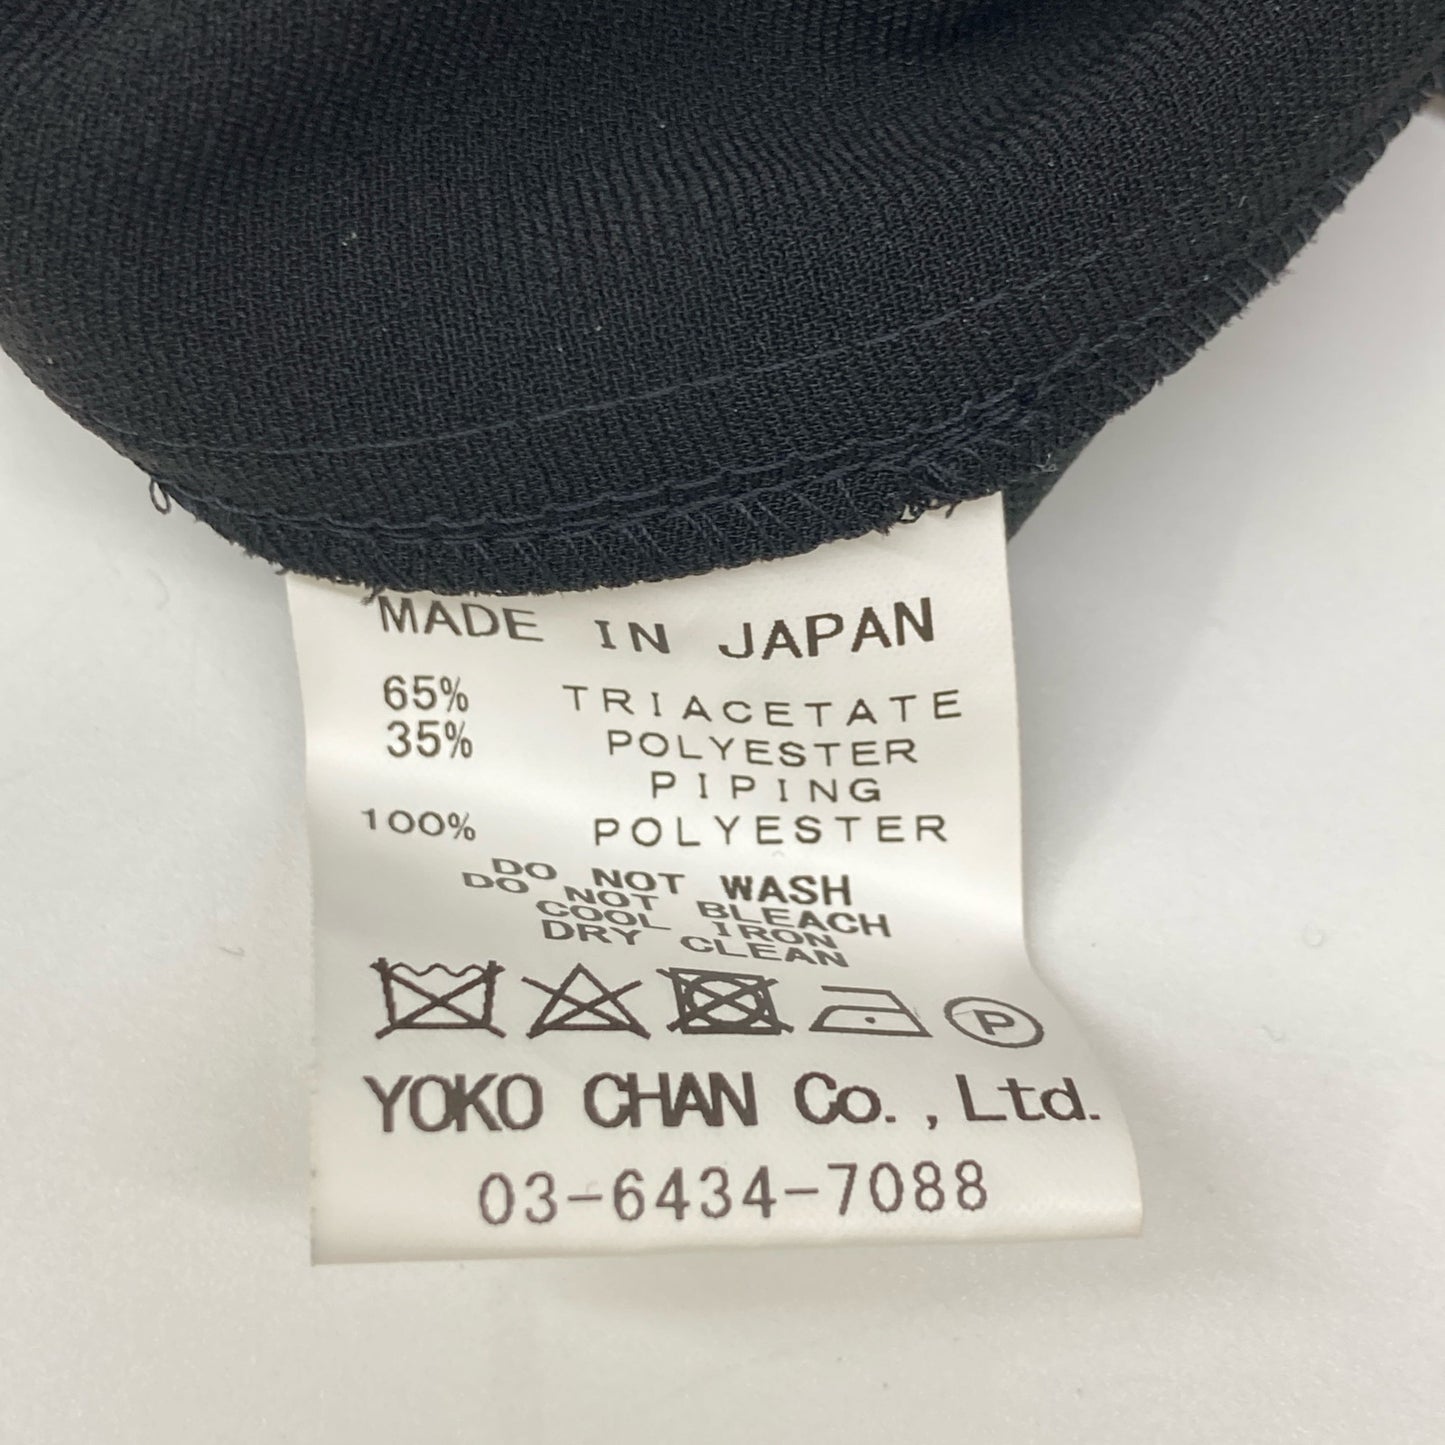 MADE IN JAPAN
65% TRIACETATE
35% POLYESTER
PIPING
100% POLYESTER
DO NOT WASH
DO NOT BLEACH
COOL IRON
DRY CLEAN
P
YOKO CHAN Co., Ltd.
03-6434-7088